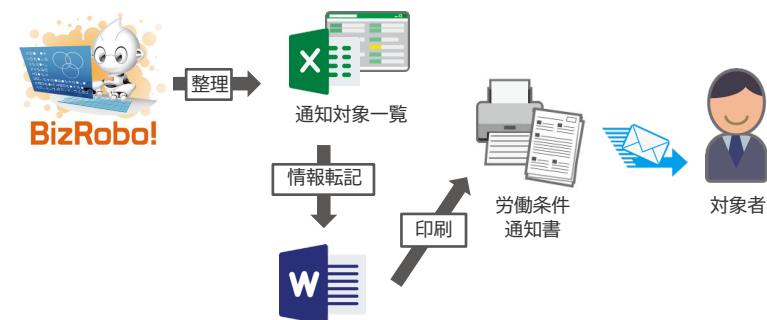 BizRobo!
整理
X
通知対象一覧
情報転記
W
印刷
労働条件
通知書
対象者